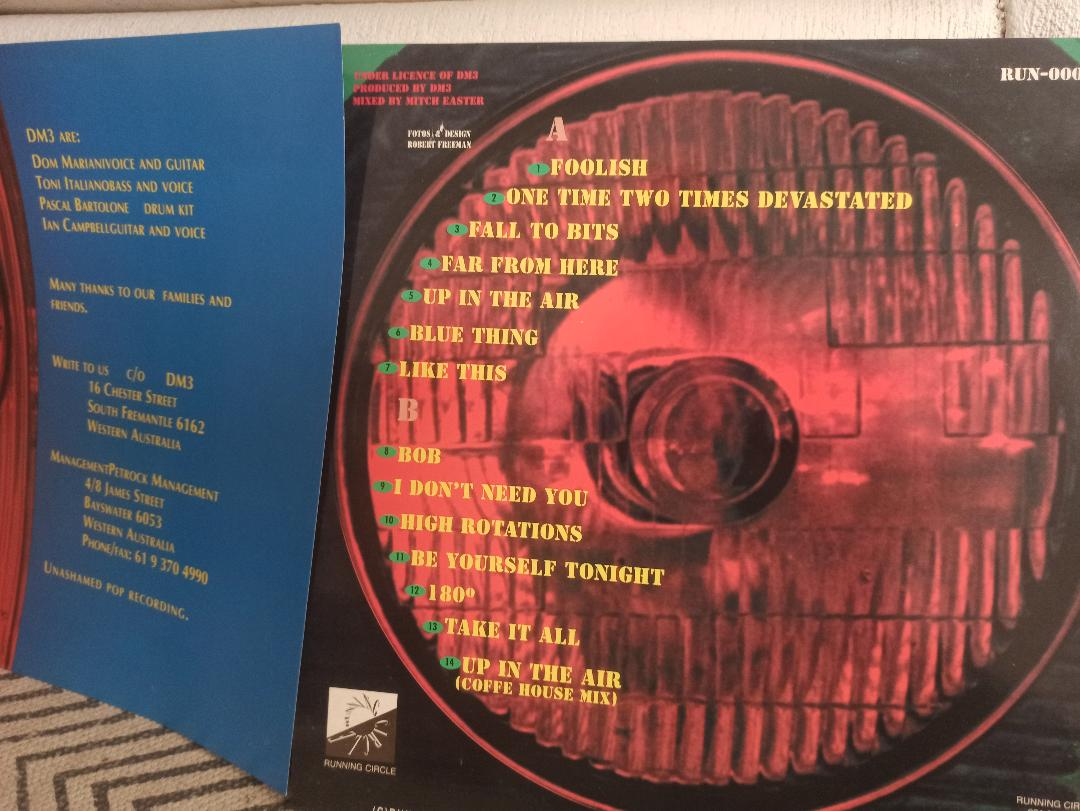 DM3 ARE:
DOM MARIANIVOICE AND GUITAR
TONI ITALIANOBASS AND VOICE
PASCAL BARTOLONE DRUM KIT
IAN CAMPBELLGUITAR AND VOICE
MANY THANKS TO OUR FAMILIES AND
FRIENDS.
WRITE TO US C/O DM3
16 CHESTER STREET
SOUTH FREMANTLE 6162
WESTERN AUSTRALIA
MANAGEMENTPETROCK MANAGEMENT
4/8 JAMES STREET
BAYSWATER 6053
WESTERN AUSTRALIA
PHONE/FAX: 61 9 370 4990
UNASHAMED POP RECORDING.
UNDER LICENCE OF DM3
PRODUCED BY DM3
MIXED BY MITCH EASTER
RUN-000
FOTOS & DESIGN
ROBERT FREEMAN
A
1 FOOLISH
2 ONE TIME TWO TIMES DEVASTATED
3 FALL TO BITS
4 FAR FROM HERE
5 UP IN THE AIR
6 BLUE THING
7 LIKE THIS
B
8 BOB
9 I DON'T NEED YOU
10 HIGH ROTATIONS
11 BE YOURSELF TONIGHT
12 180º
13 TAKE IT ALL
14 UP IN THE AIR
(COFFE HOUSE MIX)
RUNNING CIRCLE
RUNNING CIR